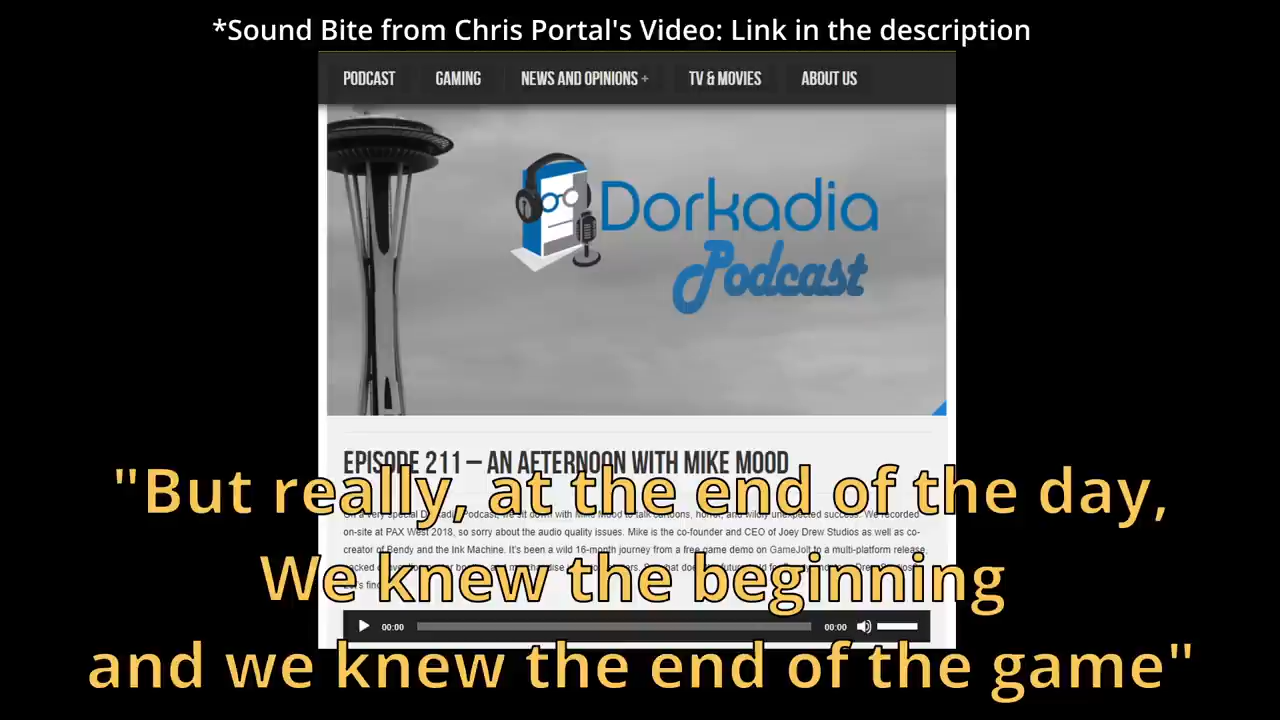 *Sound Bite from Chris Portal's Video: Link in the description
PODCAST GAMING NEWS AND OPINIONS + TV & MOVIES ABOUT US
Dorkadia
Podcast
EPISODE 211 – AN AFTERNOON WITH MIKE MOOD
"But really, at the end of the day,
on-site at PAX West 2018, so sorry about the audio quality issues. Mike is the co-founder and CEO of Joey Drew Studios as well as co-
creator of Bendy and the Ink Machine. It's been a wild 16-month journey from a free game demo on GameJolt to a multi-platform release,
We knew the beginning
00:00 00:00
and we knew the end of the game"